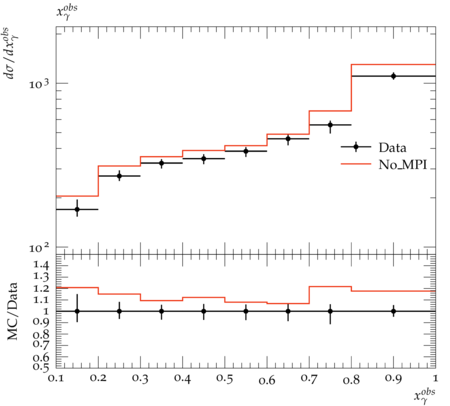 x_γ^obs
dσ/dx_γ^obs
10^3
Data
No_MPI
10^2
MC/Data
1.4
1.3
1.2
1.1
1
0.9
0.8
0.7
0.6
0.5
0.1 0.2 0.3 0.4 0.5 0.6 0.7 0.8 0.9 1
x_γ^obs